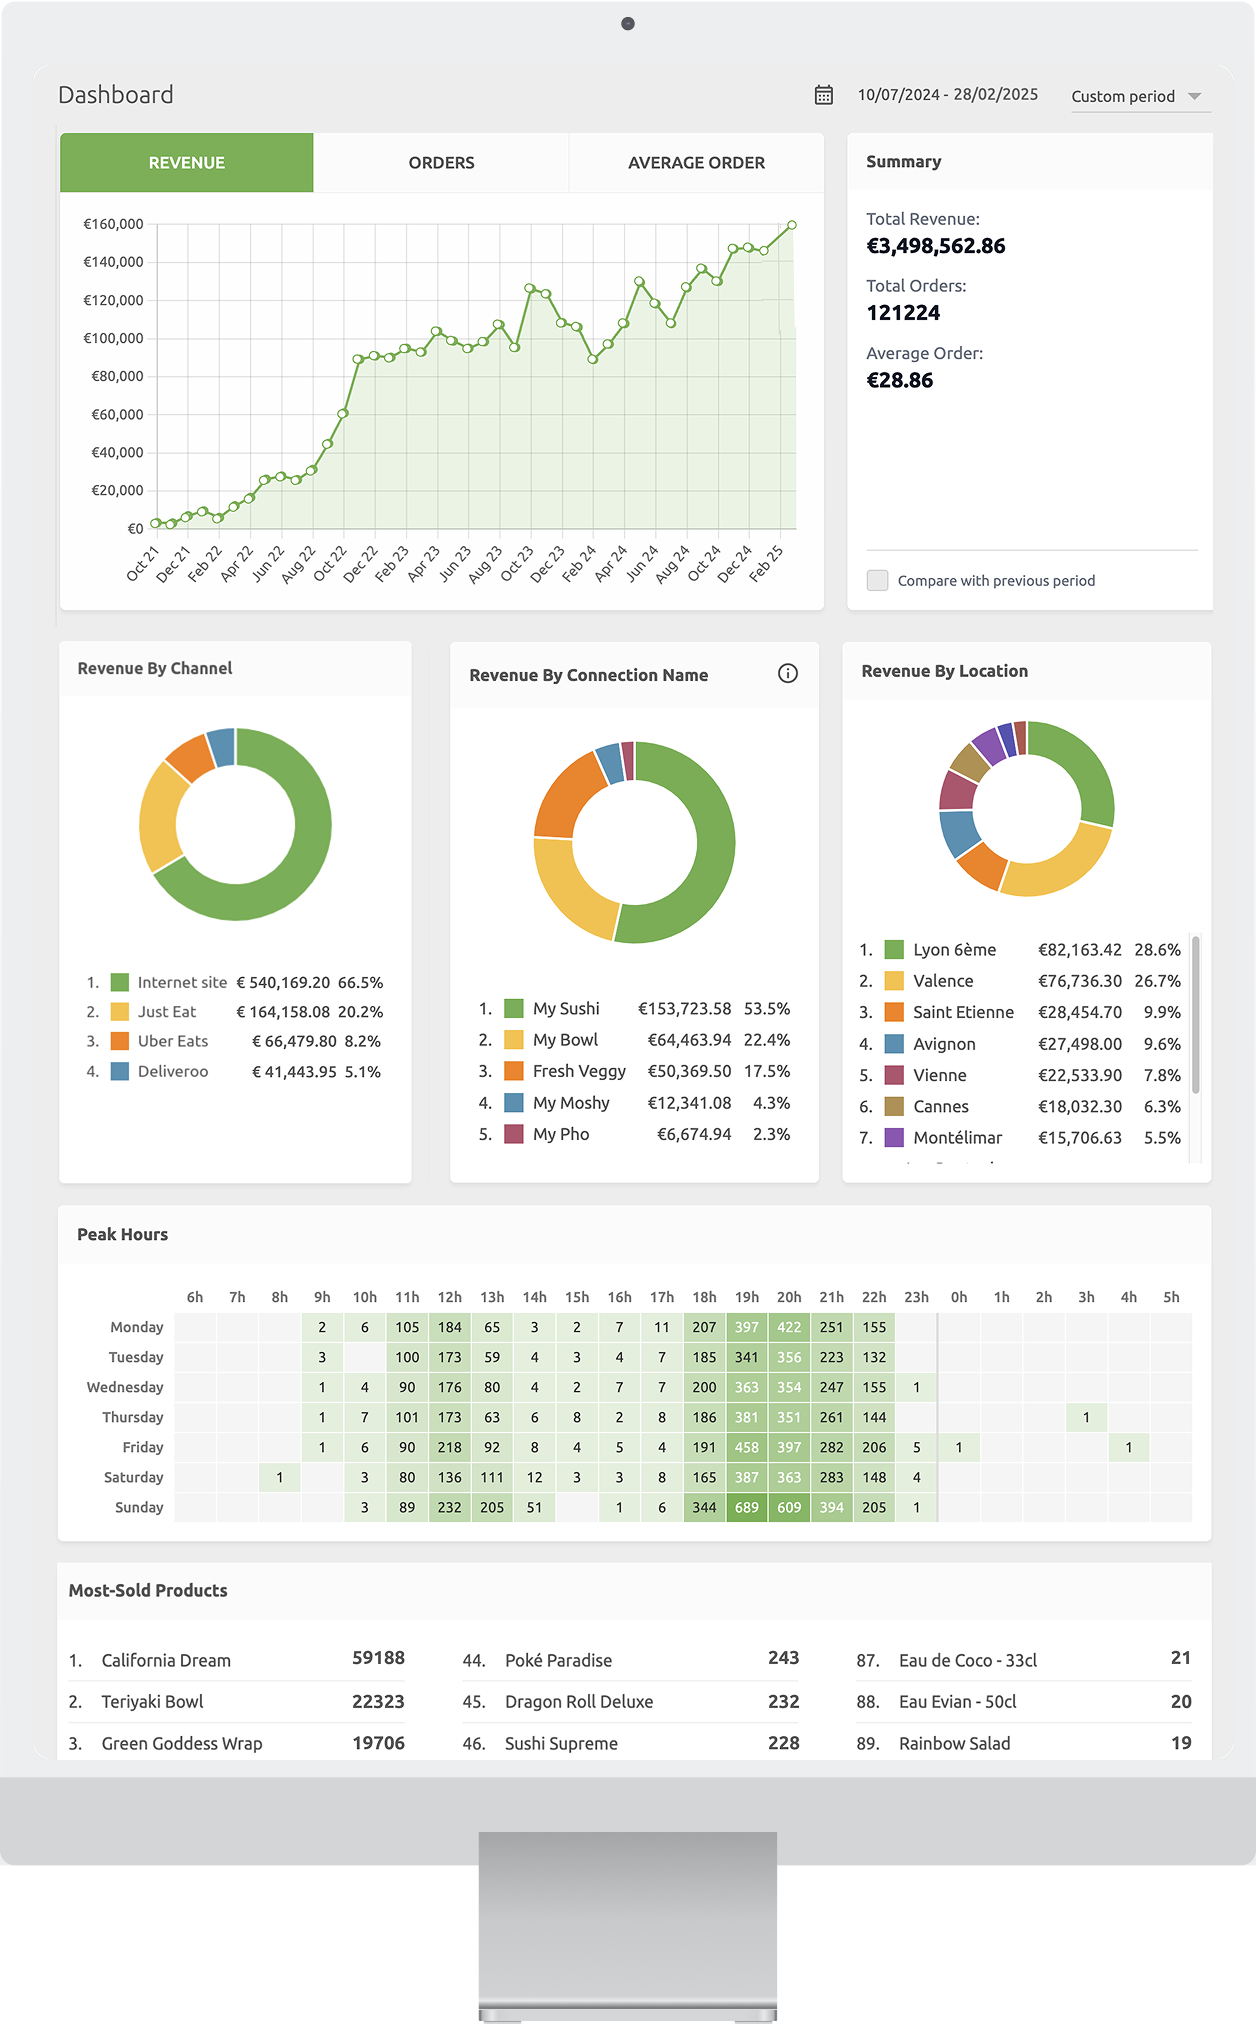 Dashboard
10/07/2024 - 28/02/2025
Custom period
REVENUE ORDERS AVERAGE ORDER
€160,000
€140,000
€120,000
€100,000
€80,000
€60,000
€40,000
€20,000
€0
Oct 21 Dec 21 Feb 22 Apr 22 Jun 22 Aug 22 Oct 22 Dec 22 Feb 23 Apr 23 Jun 23 Aug 23 Oct 23 Dec 23 Feb 24 Apr 24 Jun 24 Aug 24 Oct 24 Dec 24 Feb 25
Summary
Total Revenue:
€3,498,562.86
Total Orders:
121224
Average Order:
€28.86
Compare with previous period
Revenue By Channel
1. Internet site € 540,169.20 66.5%
2. Just Eat € 164,158.08 20.2%
3. Uber Eats € 66,479.80 8.2%
4. Deliveroo € 41,443.95 5.1%
Revenue By Connection Name
1. My Sushi €153,723.58 53.5%
2. My Bowl €64,463.94 22.4%
3. Fresh Veggy €50,369.50 17.5%
4. My Moshy €12,341.08 4.3%
5. My Pho €6,674.94 2.3%
Revenue By Location
1. Lyon 6ème €82,163.42 28.6%
2. Valence €76,736.30 26.7%
3. Saint Etienne €28,454.70 9.9%
4. Avignon €27,498.00 9.6%
5. Vienne €22,533.90 7.8%
6. Cannes €18,032.30 6.3%
7. Montélimar €15,706.63 5.5%
Peak Hours
6h 7h 8h 9h 10h 11h 12h 13h 14h 15h 16h 17h 18h 19h 20h 21h 22h 23h 0h 1h 2h 3h 4h 5h
Monday 2 6 105 184 65 3 2 7 11 207 397 422 251 155
Tuesday 3 100 173 59 4 3 4 7 185 341 356 223 132
Wednesday 1 4 90 176 80 4 2 7 7 200 363 354 247 155 1
Thursday 1 7 101 173 63 6 8 2 8 186 381 351 261 144 1
Friday 1 6 90 218 92 8 4 5 4 191 458 397 282 206 5 1 1
Saturday 1 3 80 136 111 12 3 3 8 165 387 363 283 148 4
Sunday 3 89 232 205 51 1 6 344 689 609 394 205 1
Most-Sold Products
1. California Dream 59188
2. Teriyaki Bowl 22323
3. Green Goddess Wrap 19706
44. Poké Paradise 243
45. Dragon Roll Deluxe 232
46. Sushi Supreme 228
87. Eau de Coco - 33cl 21
88. Eau Evian - 50cl 20
89. Rainbow Salad 19